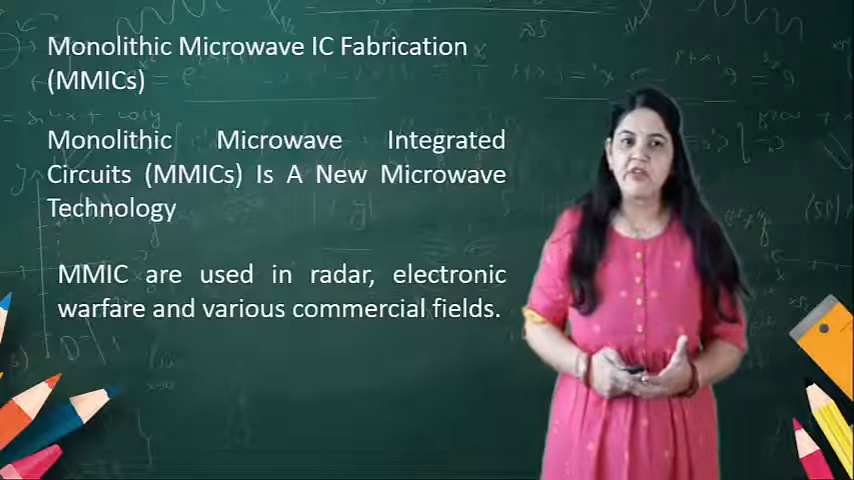 Monolithic Microwave IC Fabrication
(MMICs)
Monolithic Microwave Integrated
Circuits (MMICs) Is A New Microwave
Technology
MMIC are used in radar, electronic
warfare and various commercial fields.